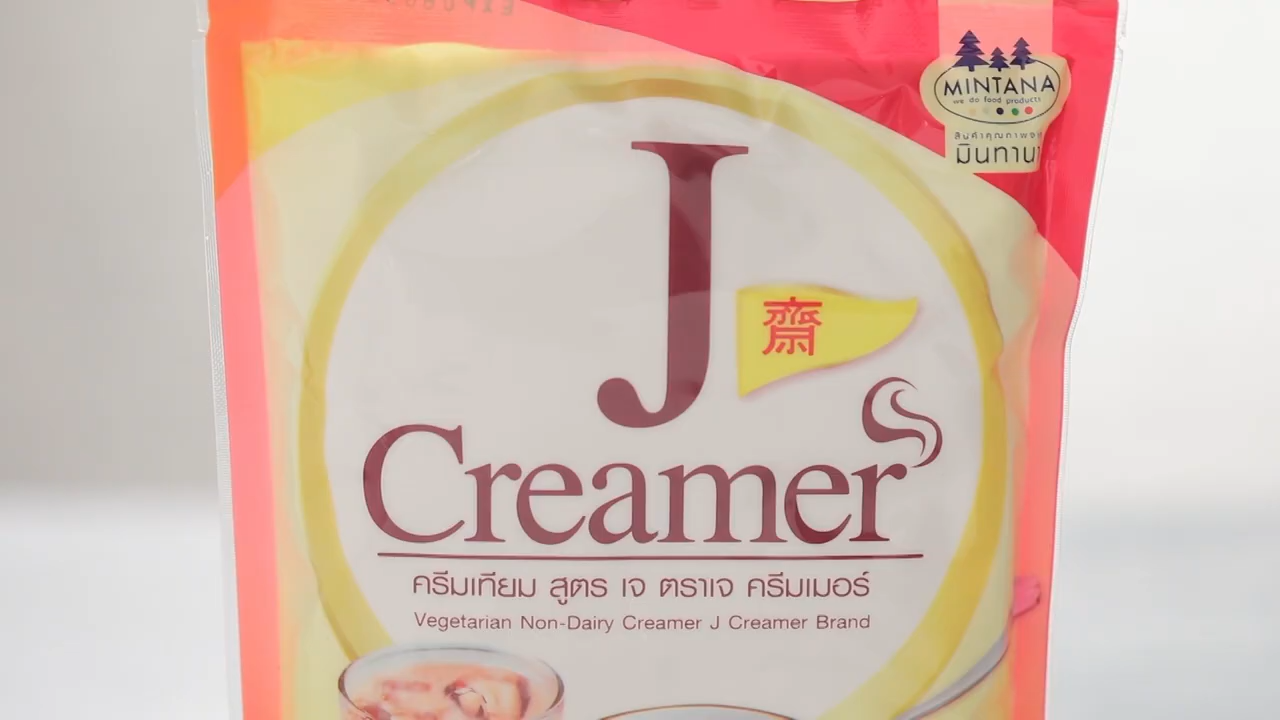 MINTANA
we do food products
สินค้าคุณภาพจาก
มินทานา
J
齋
Creamer
ครีมเทียม สูตร เจ ตราเจ ครีมเมอร์
Vegetarian Non-Dairy Creamer J Creamer Brand